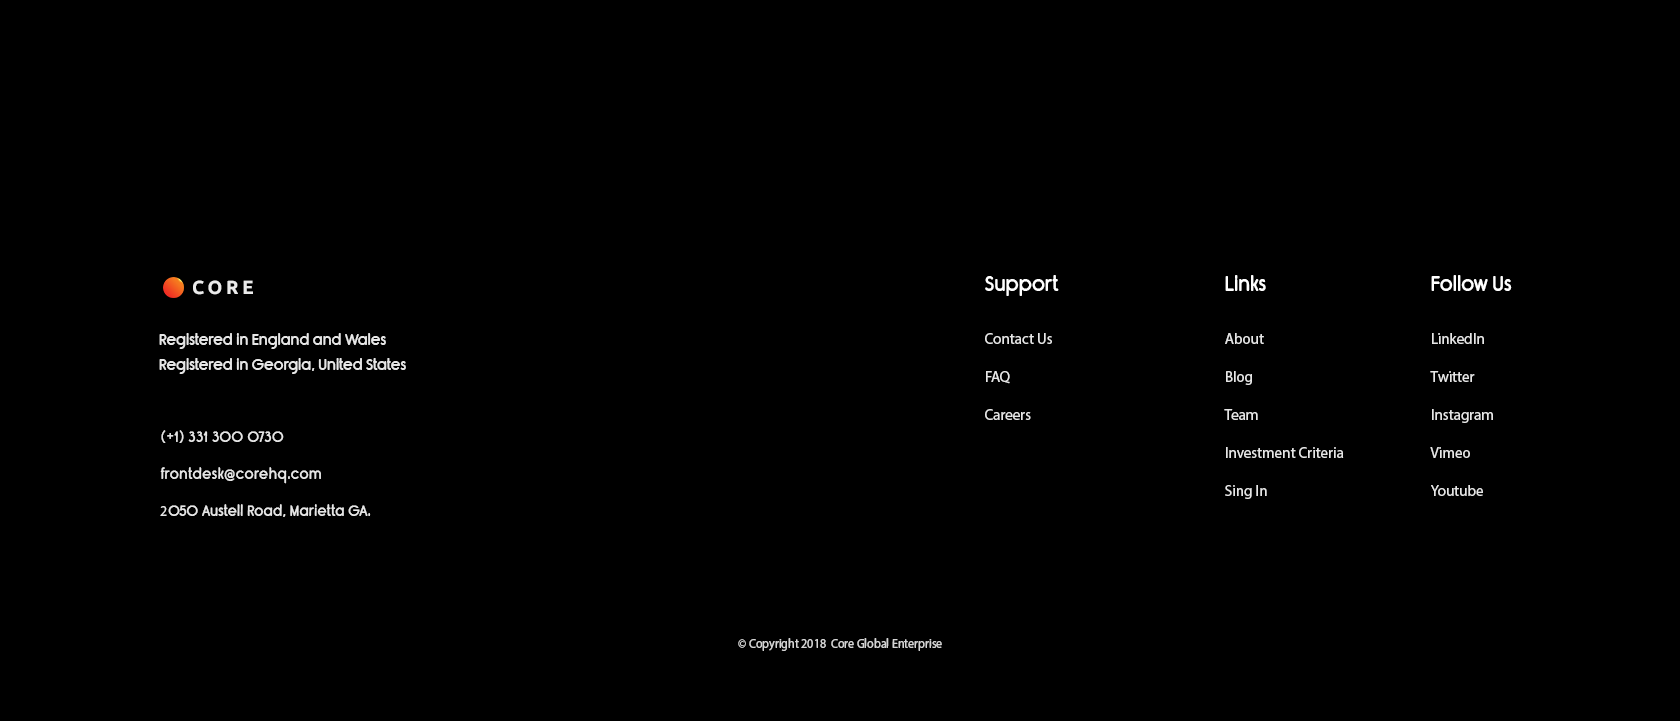 CORE
Registered in England and Wales
Registered in Georgia, United States
(+1) 331 300 0730
frontdesk@corehq.com
2050 Austell Road, Marietta GA.
Support
Contact Us
FAQ
Careers
Links
About
Blog
Team
Investment Criteria
Sing In
Follow Us
LinkedIn
Twitter
Instagram
Vimeo
Youtube
© Copyright 2018 Core Global Enterprise